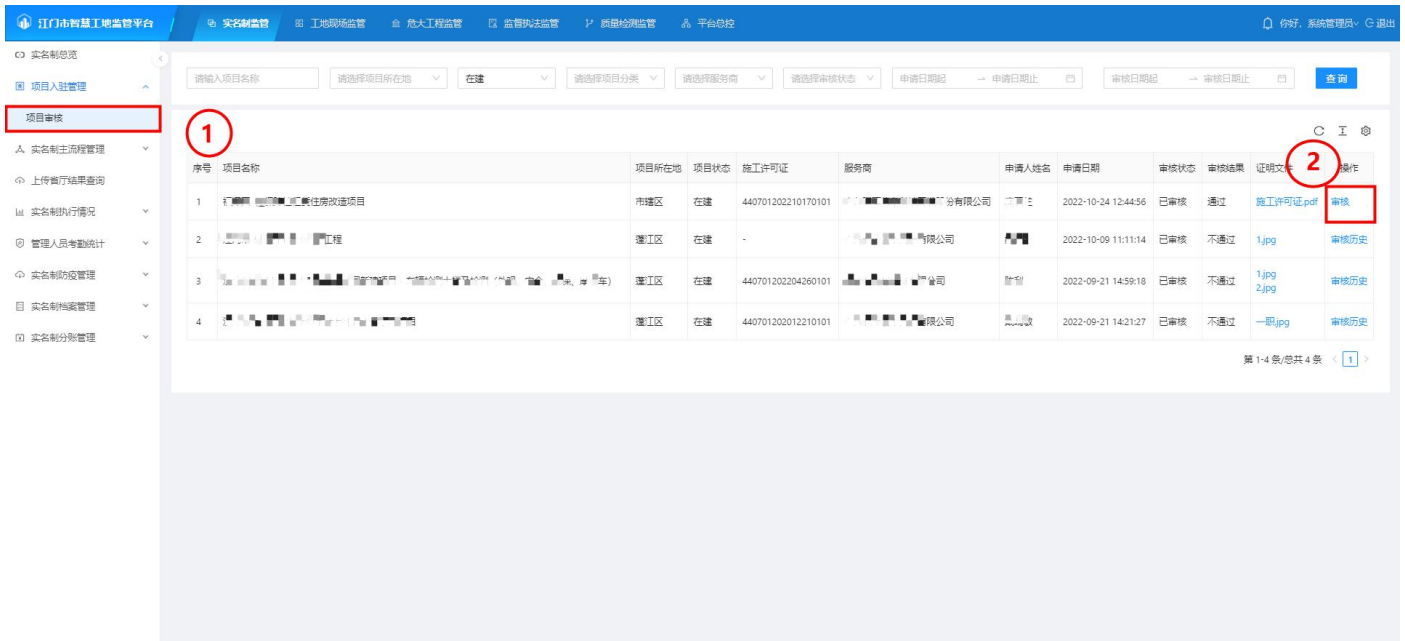 江门市智慧工地监管平台 实名制监管 工地现场监管 危大工程监管 监督执法监管 质量检测监管 平台总控 你好，系统管理员 退出
实名制总览
项目入驻管理
项目审核
实名制主流程管理
上传省厅结果查询
实名制执行情况
管理人员考勤统计
实名制防疫管理
实名制档案管理
实名制分账管理
请输入项目名称 请选择项目所在地 在建 请选择项目分类 请选择服务商 请选择审核状态 申请日期起 → 申请日期止 审核日期起 → 审核日期止 查询
1
2
序号 项目名称 项目所在地 项目状态 施工许可证 服务商 申请人姓名 申请日期 审核状态 审核结果 证明文件 操作
1 住房改造项目 市辖区 在建 440701202210170101 份有限公司 2022-10-24 12:44:56 已审核 通过 施工许可证.pdf 审核
2 工程 蓬江区 在建 - 有限公司 2022-10-09 11:11:14 已审核 不通过 1.jpg 审核历史
3 蓬江区 在建 440701202204260101 公司 2022-09-21 14:59:18 已审核 不通过 1.jpg 审核历史
2.jpg
4 蓬江区 在建 440701202012210101 限公司 2022-09-21 14:21:27 已审核 不通过 一职.jpg 审核历史
第 1-4 条/总共 4 条 < 1 >